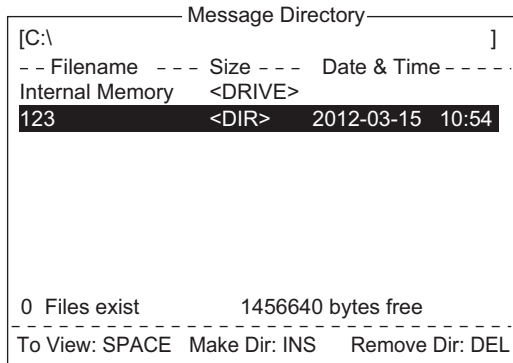 Message Directory
[C:\ ]
Filename Size Date & Time
Internal Memory <DRIVE>
123 <DIR> 2012-03-15 10:54
0 Files exist 1456640 bytes free
To View: SPACE Make Dir: INS Remove Dir: DEL